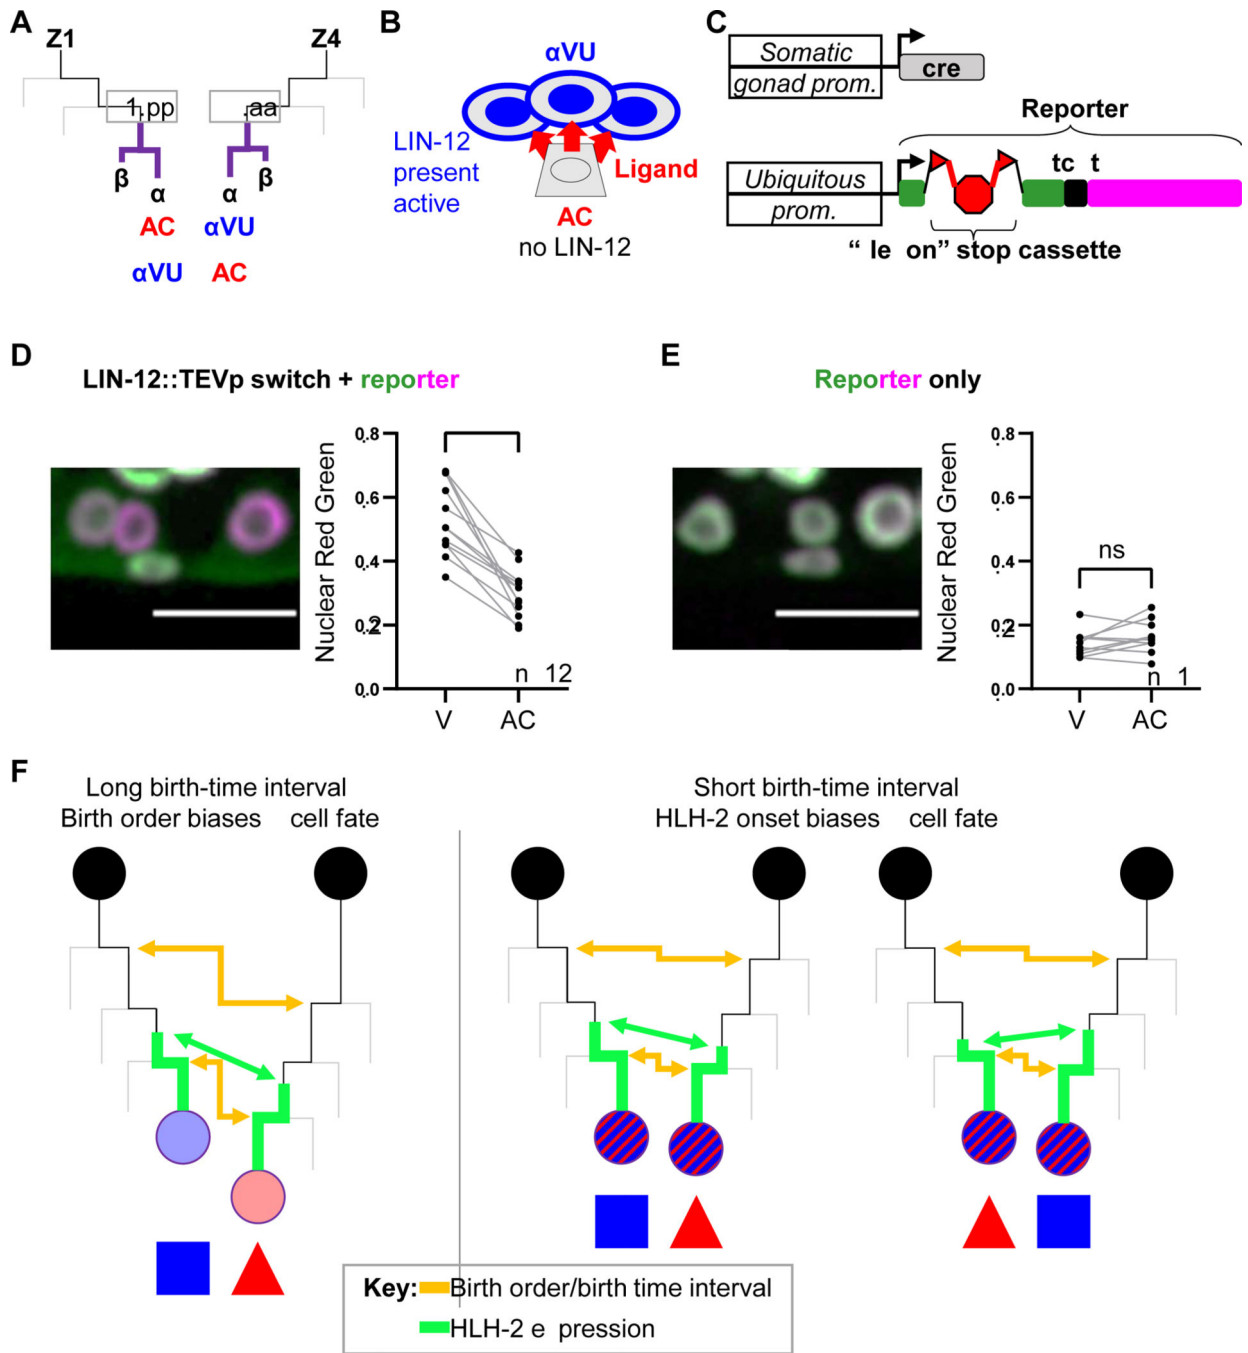 A
Z1
Z4
1.pp
.aa
β
α
α
β
AC
αVU
αVU
AC
B
αVU
LIN-12
present
active
Ligand
AC
no LIN-12
C
Somatic
gonad prom.
cre
Reporter
Ubiquitous
prom.
tc t
“ le on” stop cassette
D
LIN-12::TEVp switch + reporter
Nuclear Red Green
0.8
0.6
0.4
0.2
0.0
n 12
V
AC
E
Reporter only
Nuclear Red Green
0.8
0.6
0.4
0.2
0.0
ns
n 1
V
AC
F
Long birth-time interval
Birth order biases cell fate
Short birth-time interval
HLH-2 onset biases cell fate
Key:
Birth order/birth time interval
HLH-2 e pression